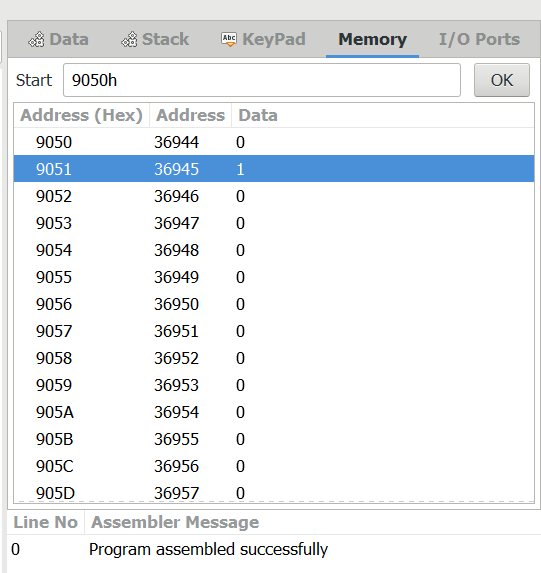 Data Stack Abc KeyPad Memory I/O Ports
Start 9050h OK
Address (Hex) Address Data
9050 36944 0
9051 36945 1
9052 36946 0
9053 36947 0
9054 36948 0
9055 36949 0
9056 36950 0
9057 36951 0
9058 36952 0
9059 36953 0
905A 36954 0
905B 36955 0
905C 36956 0
905D 36957 0
Line No Assembler Message
0 Program assembled successfully